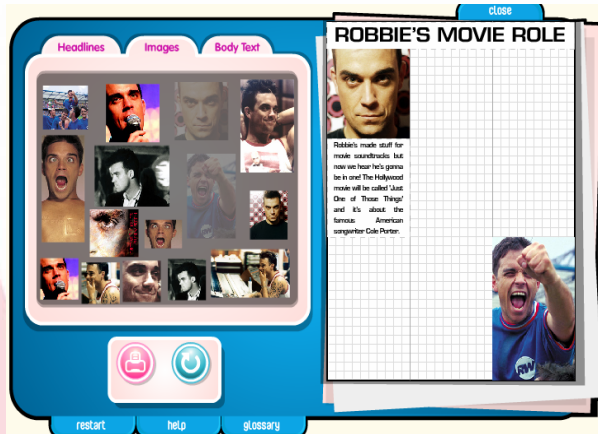 close
Headlines
Images
Body Text
ROBBIE'S MOVIE ROLE
Robbie's made stuff for
movie soundtracks but
now we hear he's gonna
be in one! The Hollywood
movie will be called 'Just
One of Those Things'
and it's about the
famous American
songwriter Cole Porter.
RW
restart
help
glossary